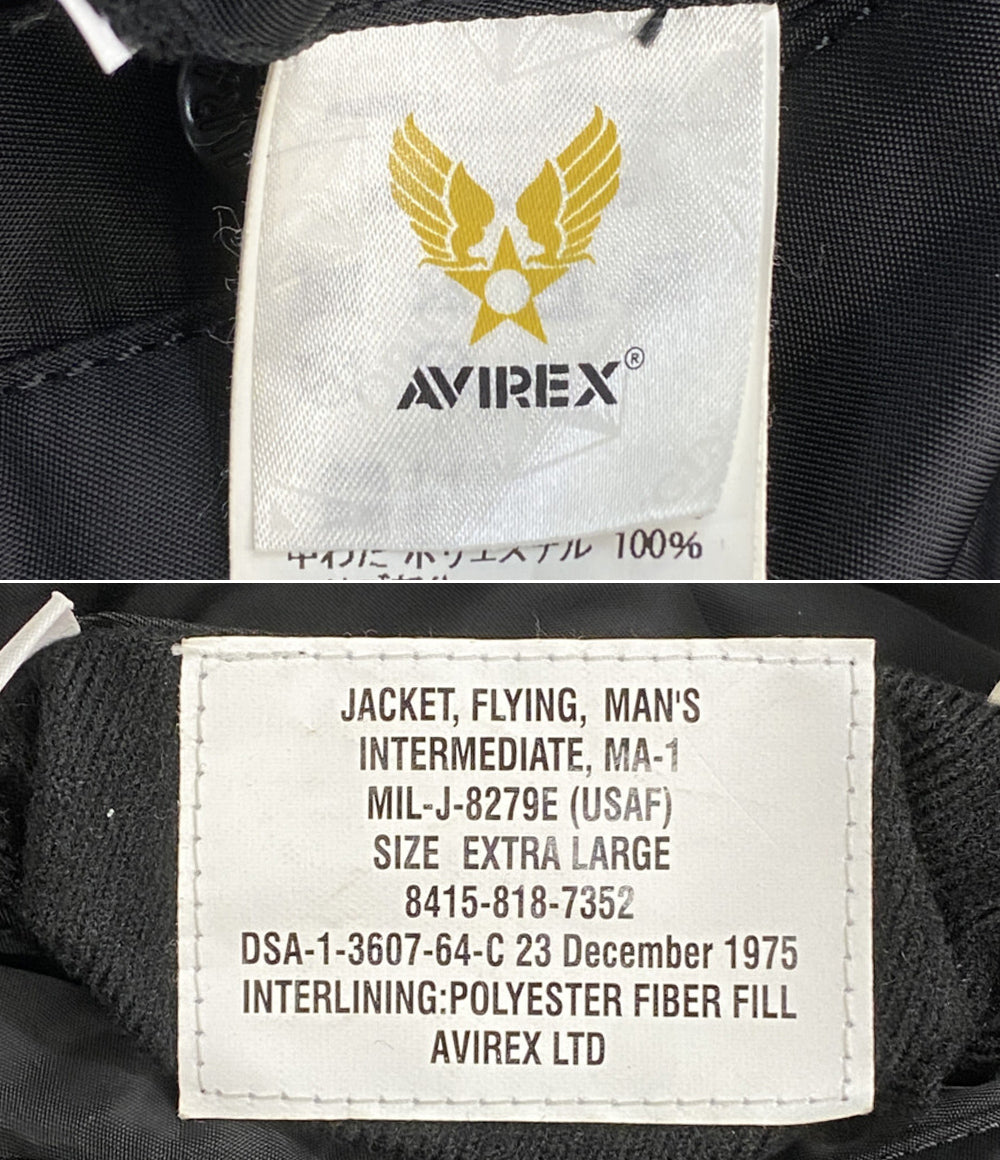 AVIREX®
中わた ポリエステル 100%
JACKET, FLYING, MAN'S
INTERMEDIATE, MA-1
MIL-J-8279E (USAF)
SIZE EXTRA LARGE
8415-818-7352
DSA-1-3607-64-C 23 December 1975
INTERLINING:POLYESTER FIBER FILL
AVIREX LTD